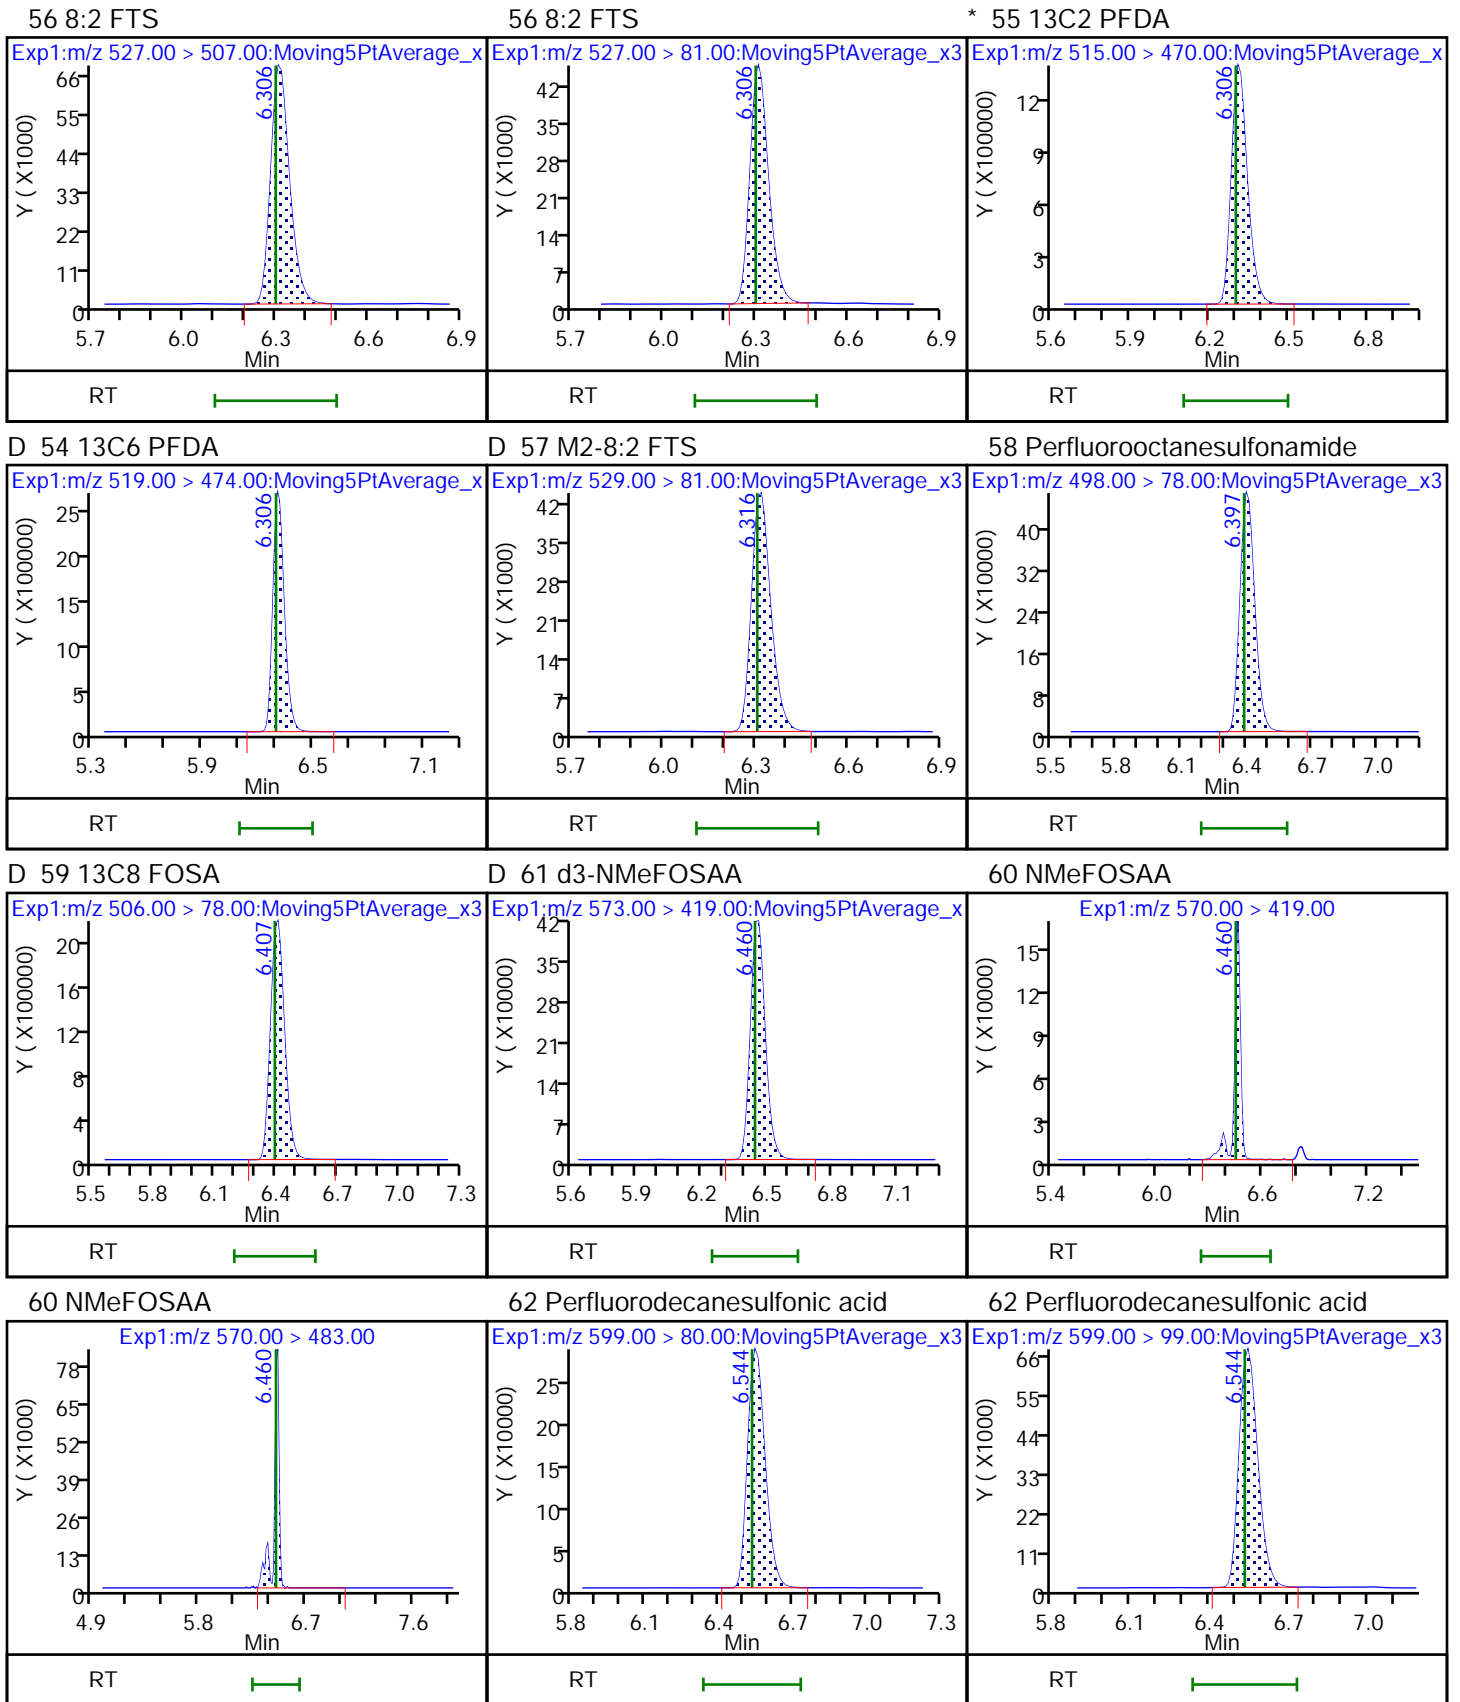 56 8:2 FTS
Exp1:m/z 527.00 > 507.00:Moving5PtAverage_x
6.306
Y ( X1000)
66
55
44
33
22
11
0
5.7 6.0 6.3 6.6 6.9
Min
RT
56 8:2 FTS
Exp1:m/z 527.00 > 81.00:Moving5PtAverage_x3
6.306
Y ( X1000)
42
35
28
21
14
7
0
5.7 6.0 6.3 6.6 6.9
Min
RT
* 55 13C2 PFDA
Exp1:m/z 515.00 > 470.00:Moving5PtAverage_x
6.306
Y ( X100000)
12
9
6
3
0
5.6 5.9 6.2 6.5 6.8
Min
RT
D 54 13C6 PFDA
Exp1:m/z 519.00 > 474.00:Moving5PtAverage_x
6.306
Y ( X100000)
25
20
15
10
5
0
5.3 5.9 6.5 7.1
Min
RT
D 57 M2-8:2 FTS
Exp1:m/z 529.00 > 81.00:Moving5PtAverage_x3
6.316
Y ( X1000)
42
35
28
21
14
7
0
5.7 6.0 6.3 6.6 6.9
Min
RT
58 Perfluorooctanesulfonamide
Exp1:m/z 498.00 > 78.00:Moving5PtAverage_x3
6.397
Y ( X10000)
40
32
24
16
8
0
5.5 5.8 6.1 6.4 6.7 7.0
Min
RT
D 59 13C8 FOSA
Exp1:m/z 506.00 > 78.00:Moving5PtAverage_x3
6.407
Y ( X100000)
20
16
12
8
4
0
5.5 5.8 6.1 6.4 6.7 7.0 7.3
Min
RT
D 61 d3-NMeFOSAA
Exp1:m/z 573.00 > 419.00:Moving5PtAverage_x
6.460
Y ( X10000)
42
35
28
21
14
7
0
5.6 5.9 6.2 6.5 6.8 7.1
Min
RT
60 NMeFOSAA
Exp1:m/z 570.00 > 419.00
6.460
Y ( X10000)
15
12
9
6
3
0
5.4 6.0 6.6 7.2
Min
RT
60 NMeFOSAA
Exp1:m/z 570.00 > 483.00
6.460
Y ( X1000)
78
65
52
39
26
13
0
4.9 5.8 6.7 7.6
Min
RT
62 Perfluorodecanesulfonic acid
Exp1:m/z 599.00 > 80.00:Moving5PtAverage_x3
6.544
Y ( X10000)
25
20
15
10
5
0
5.8 6.1 6.4 6.7 7.0 7.3
Min
RT
62 Perfluorodecanesulfonic acid
Exp1:m/z 599.00 > 99.00:Moving5PtAverage_x3
6.544
Y ( X1000)
66
55
44
33
22
11
0
5.8 6.1 6.4 6.7 7.0
Min
RT